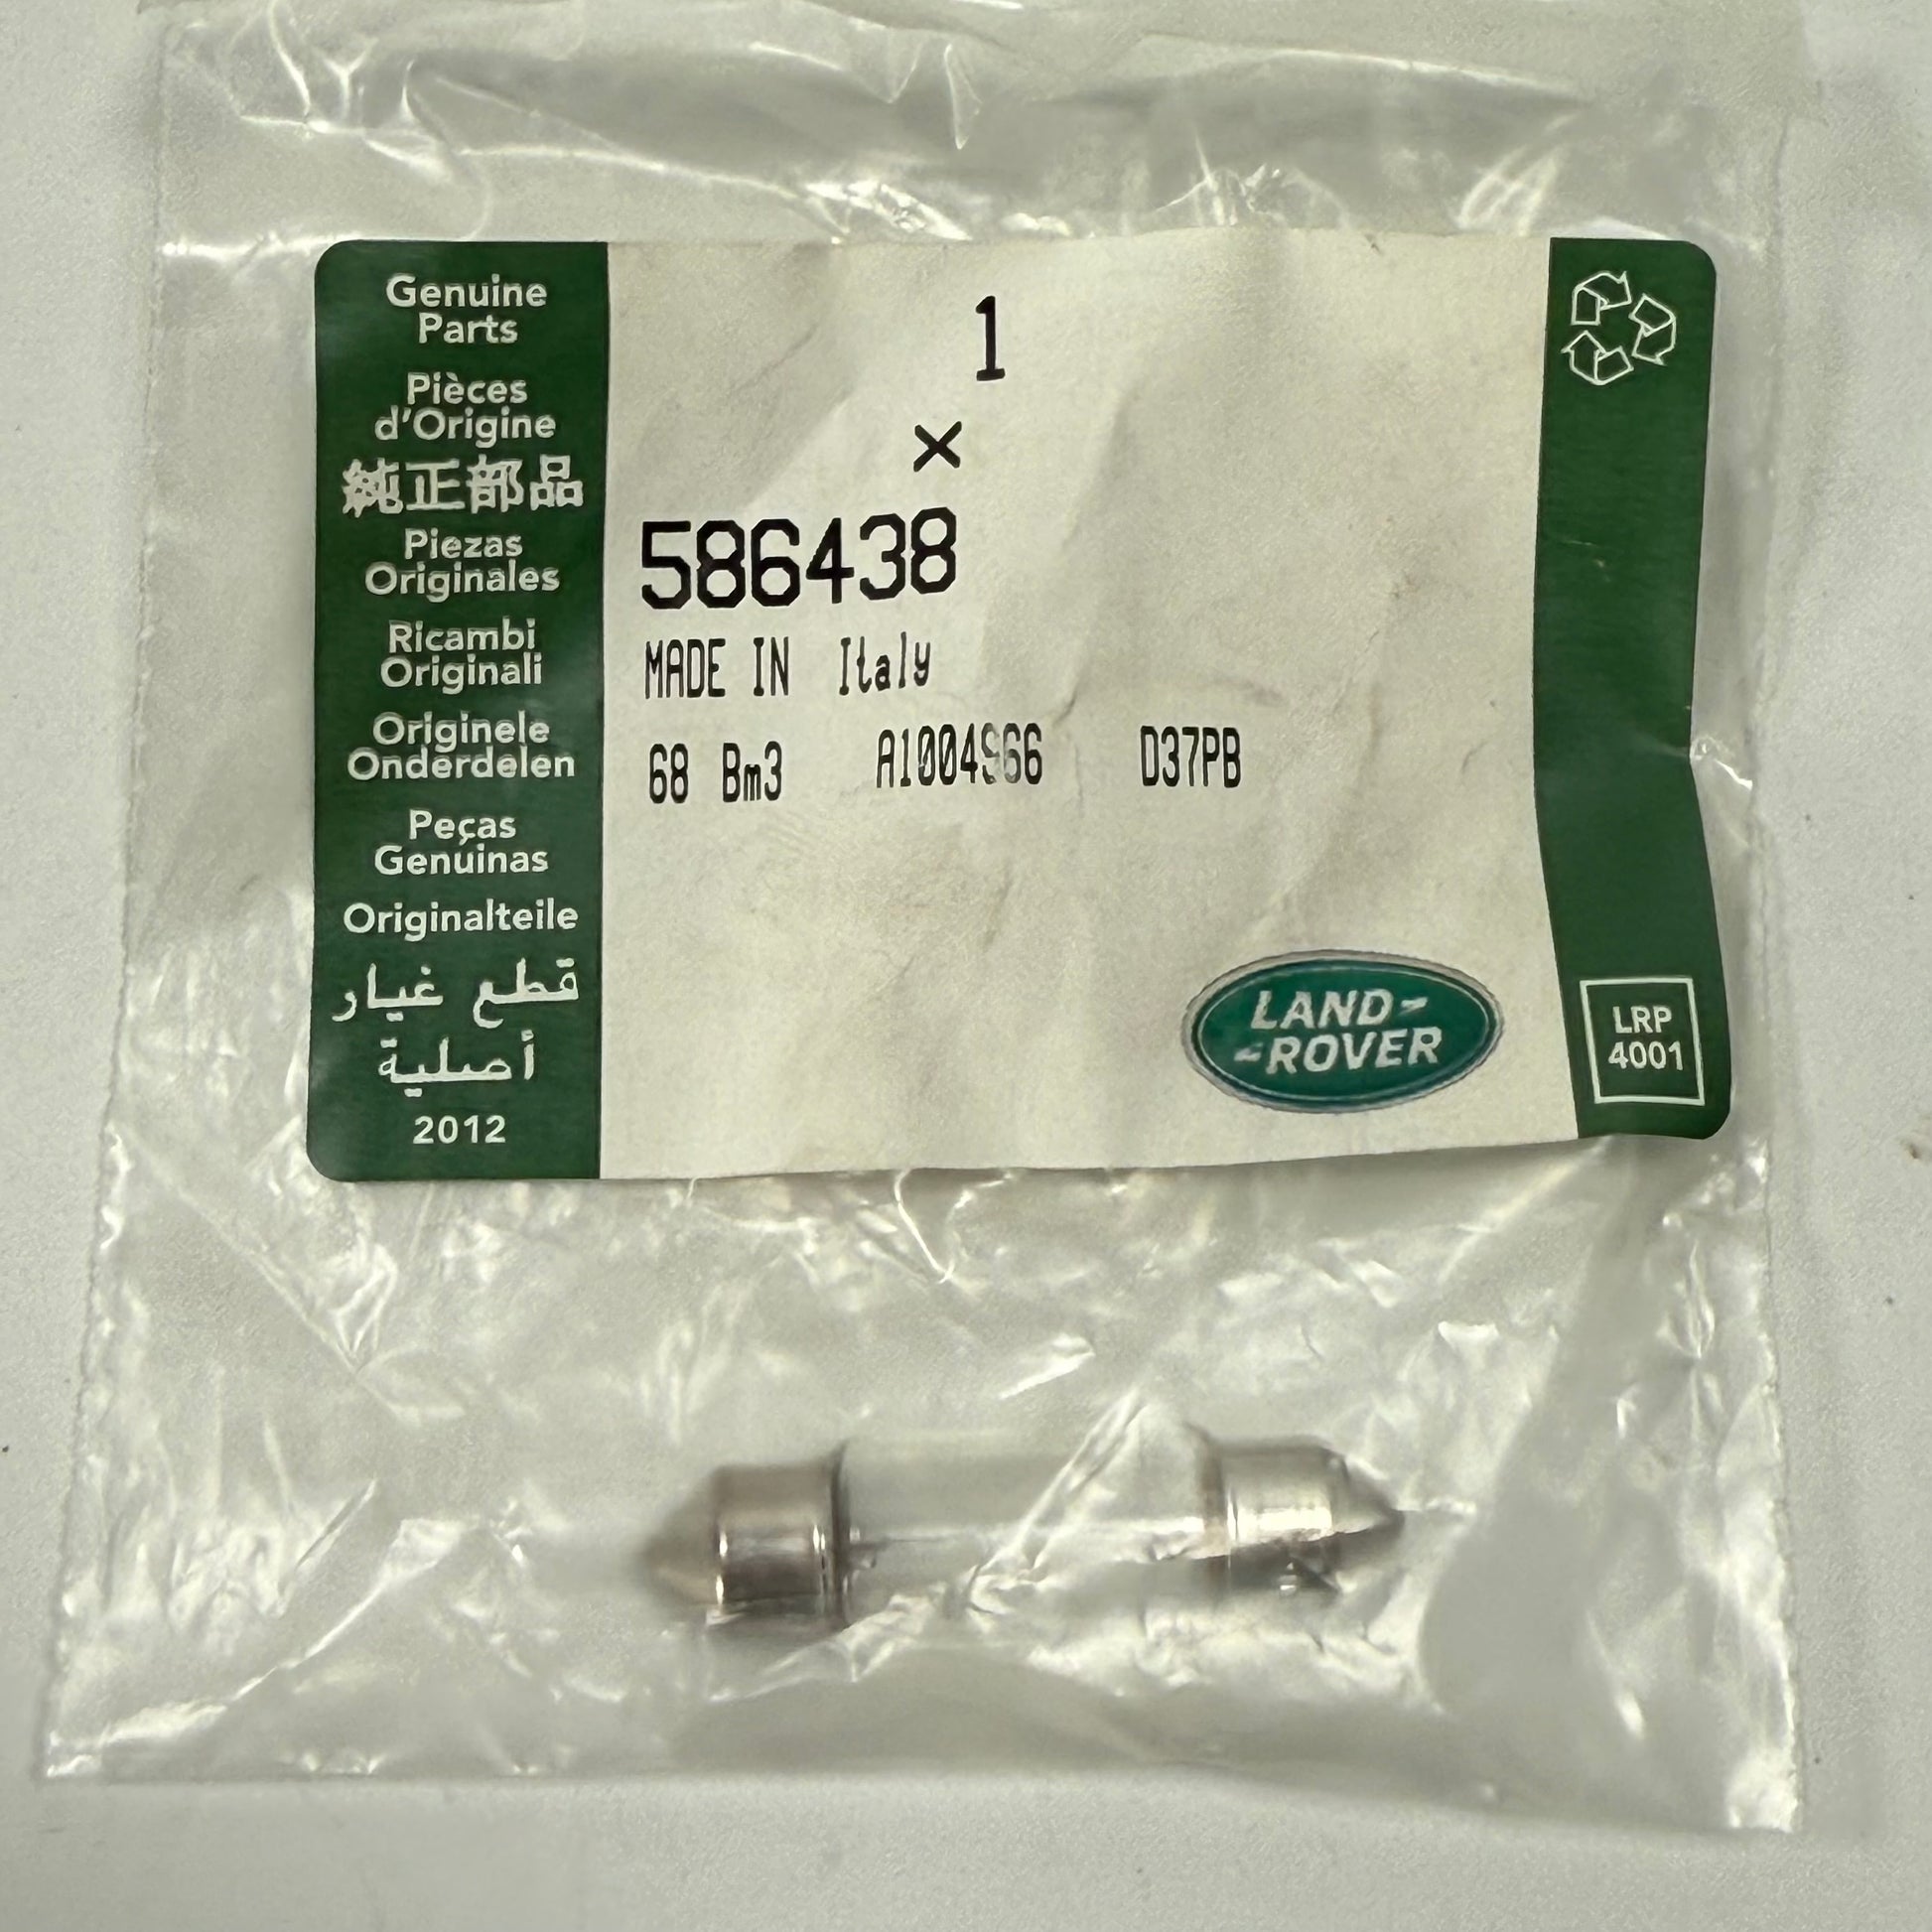 Genuine
Parts
Pièces
d'Origine
純正部品
Piezas
Originales
Ricambi
Originali
Originele
Onderdelen
Peças
Genuínas
Originalteile
قطع غيار
أصلية
2012
1
×
586438
MADE IN Italy
68 Bm3 A1004966 D37PB
LAND-
-ROVER
LRP
4001